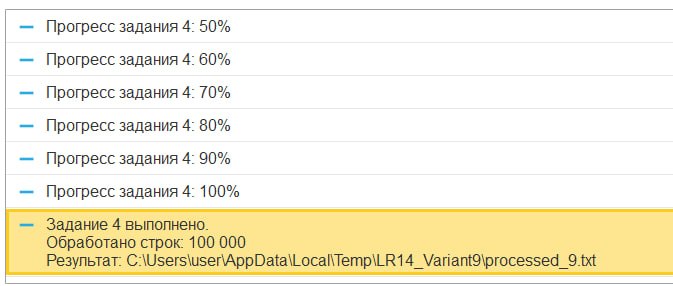 Прогресс задания 4: 50%
Прогресс задания 4: 60%
Прогресс задания 4: 70%
Прогресс задания 4: 80%
Прогресс задания 4: 90%
Прогресс задания 4: 100%
Задание 4 выполнено.
Обработано строк: 100 000
Результат: C:\Users\user\AppData\Local\Temp\LR14_Variant9\processed_9.txt